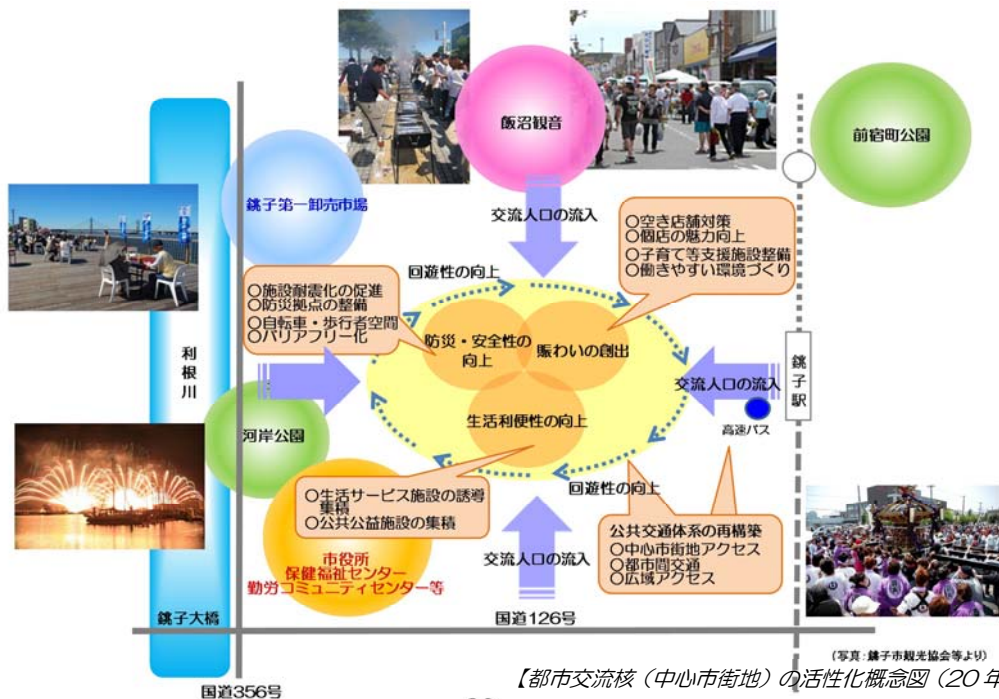 飯沼観音
前宿町公園
銚子第一卸売市場
交流人口の流入
○空き店舗対策
○個店の魅力向上
○子育て等支援施設整備
○働きやすい環境づくり
回遊性の向上
○施設耐震化の促進
○防災拠点の整備
○自転車・歩行者空間
○バリアフリー化
防災・安全性の
向上
賑わいの創出
利根川
銚子駅
交流人口の流入
高速バス
生活利便性の向上
河岸公園
○生活サービス施設の誘導
集積
○公共公益施設の集積
回遊性の向上
市役所
保健福祉センター
勤労コミュニティセンター等
交流人口の流入
公共交通体系の再構築
○中心市街地アクセス
○都市間交通
○広域アクセス
銚子大橋
国道126号
(写真:銚子市観光協会等より)
国道356号
【都市交流核(中心市街地)の活性化概念図(20年